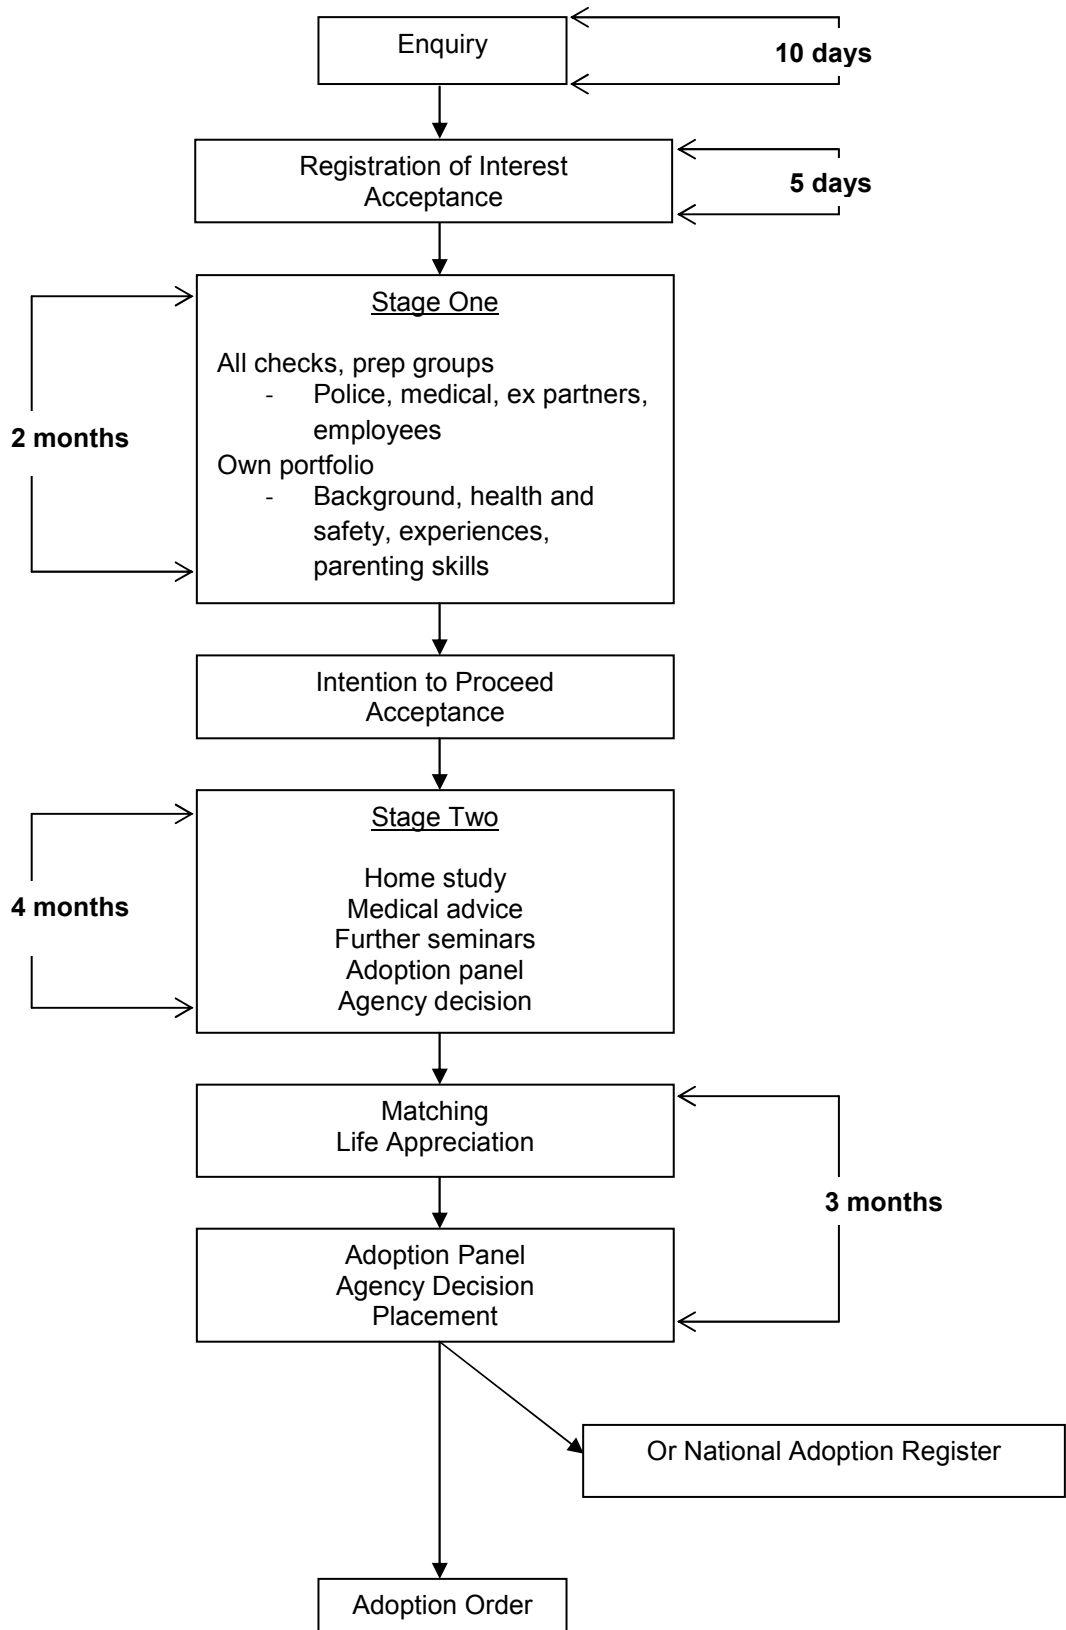 Enquiry
10 days
Registration of Interest
Acceptance
5 days
Stage One
All checks, prep groups
- Police, medical, ex partners,
employees
Own portfolio
- Background, health and
safety, experiences,
parenting skills
2 months
Intention to Proceed
Acceptance
Stage Two
Home study
Medical advice
Further seminars
Adoption panel
Agency decision
4 months
Matching
Life Appreciation
3 months
Adoption Panel
Agency Decision
Placement
Or National Adoption Register
Adoption Order